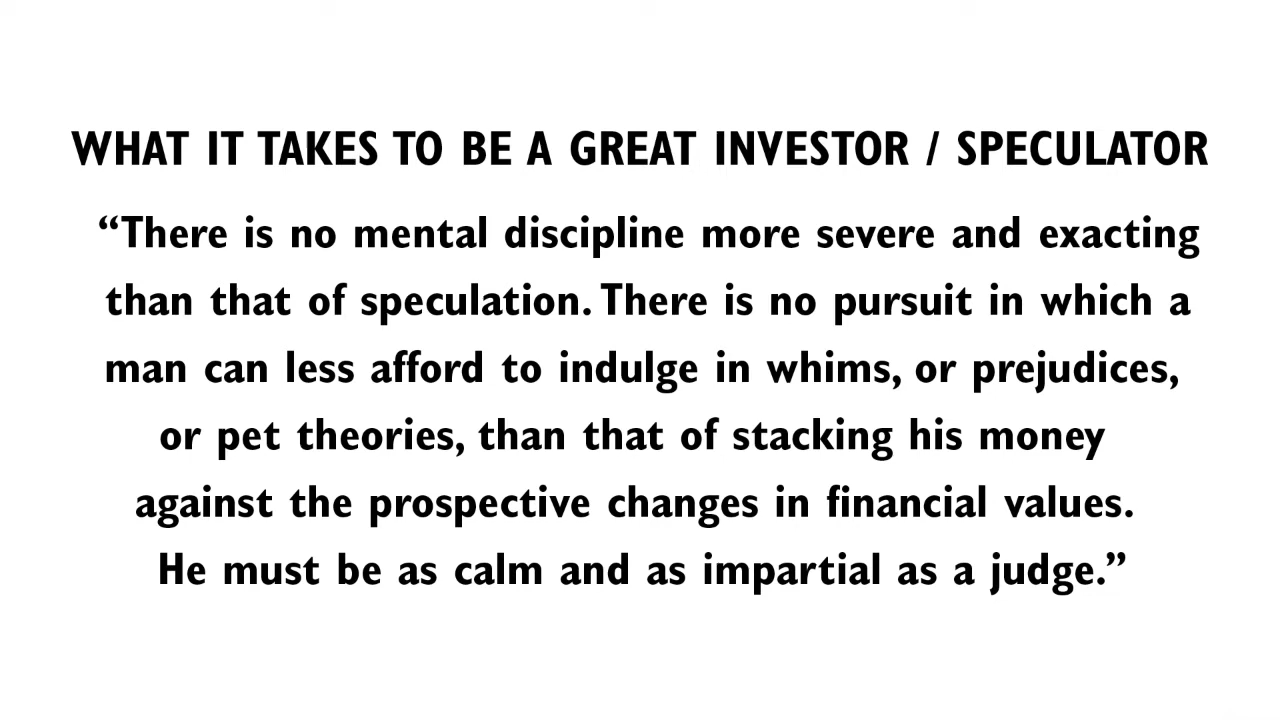 WHAT IT TAKES TO BE A GREAT INVESTOR / SPECULATOR
“There is no mental discipline more severe and exacting
than that of speculation. There is no pursuit in which a
man can less afford to indulge in whims, or prejudices,
or pet theories, than that of stacking his money
against the prospective changes in financial values.
He must be as calm and as impartial as a judge.”